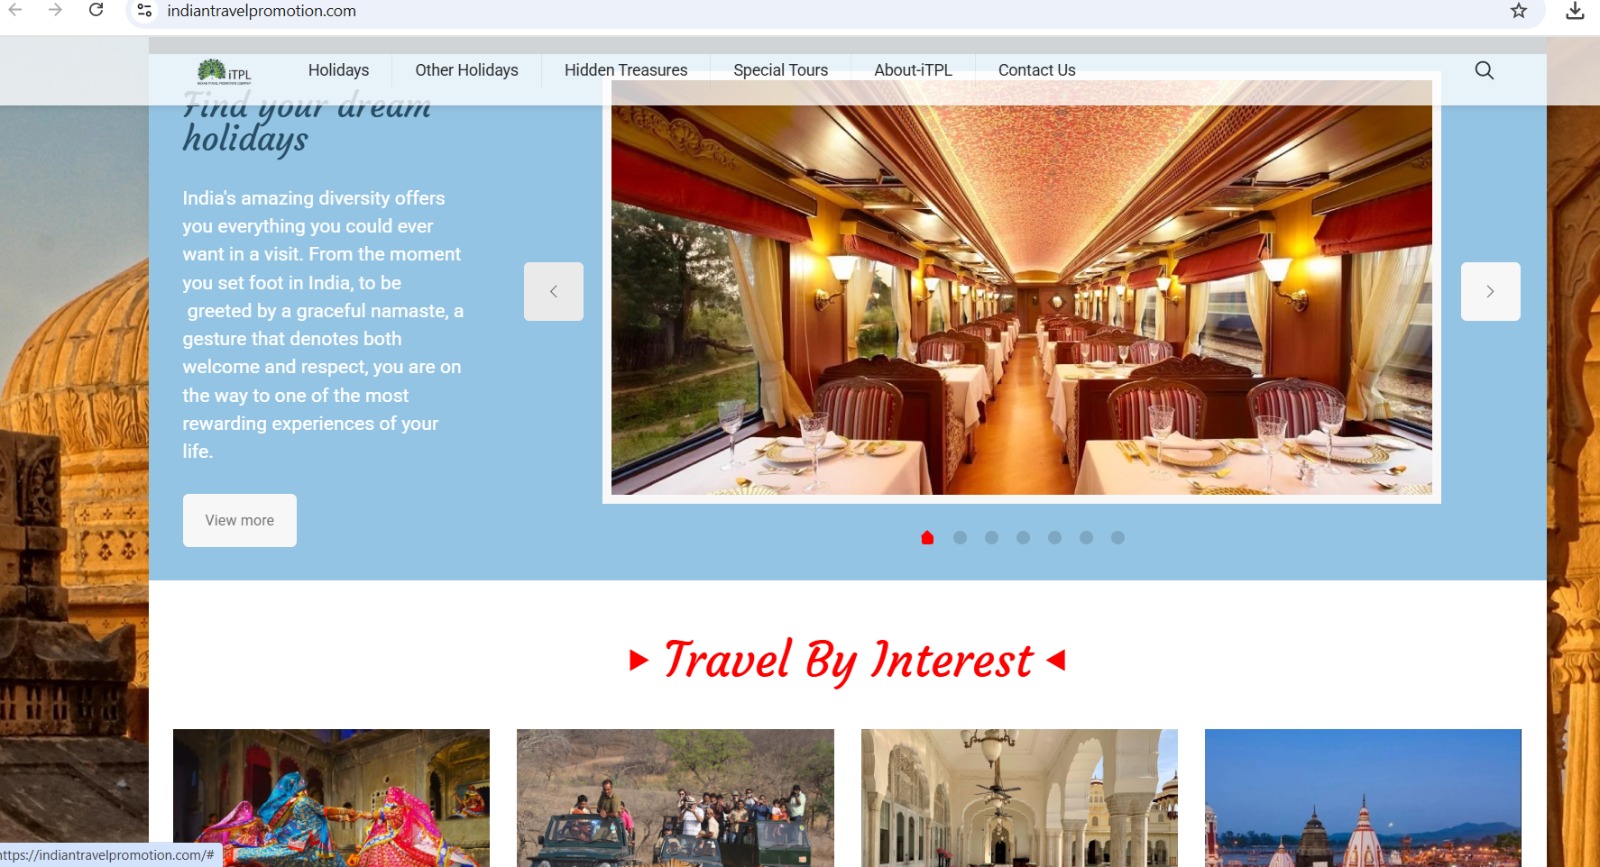 indiantravelpromotion.com
iTPL
Holidays
Other Holidays
Hidden Treasures
Special Tours
About-iTPL
Contact Us
Find your dream
holidays
India's amazing diversity offers
you everything you could ever
want in a visit. From the moment
you set foot in India, to be
greeted by a graceful namaste, a
gesture that denotes both
welcome and respect, you are on
the way to one of the most
rewarding experiences of your
life.
View more
Travel By Interest
https://indiantravelpromotion.com/#